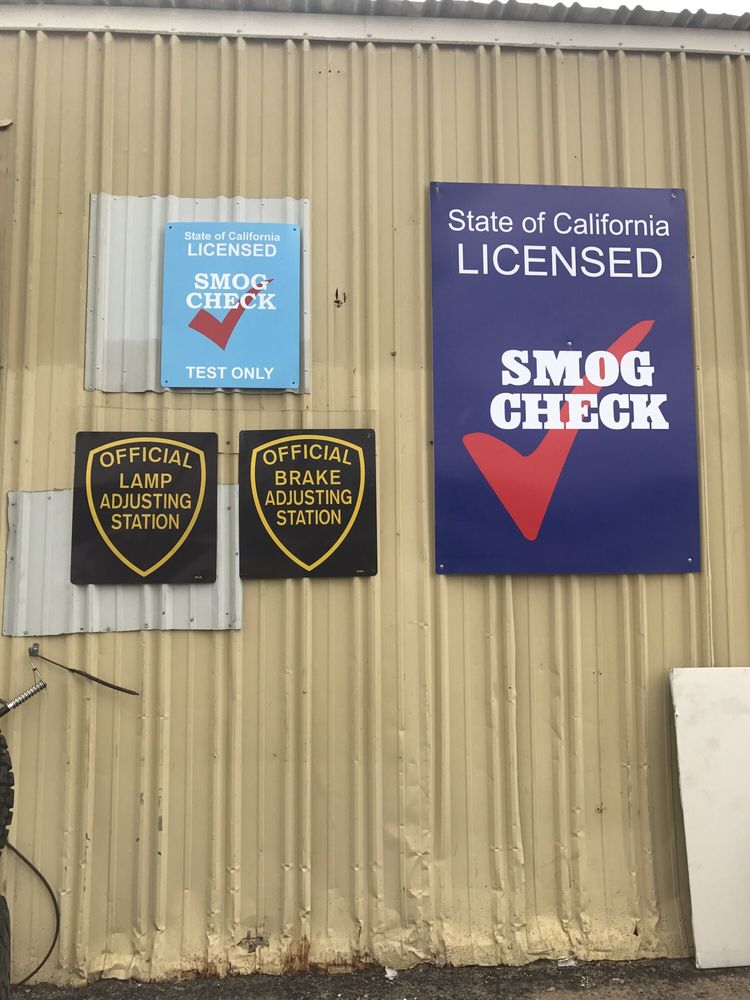 State of California
LICENSED
SMOG
CHECK
TEST ONLY
State of California
LICENSED
SMOG
CHECK
OFFICIAL
LAMP
ADJUSTING
STATION
OFFICIAL
BRAKE
ADJUSTING
STATION